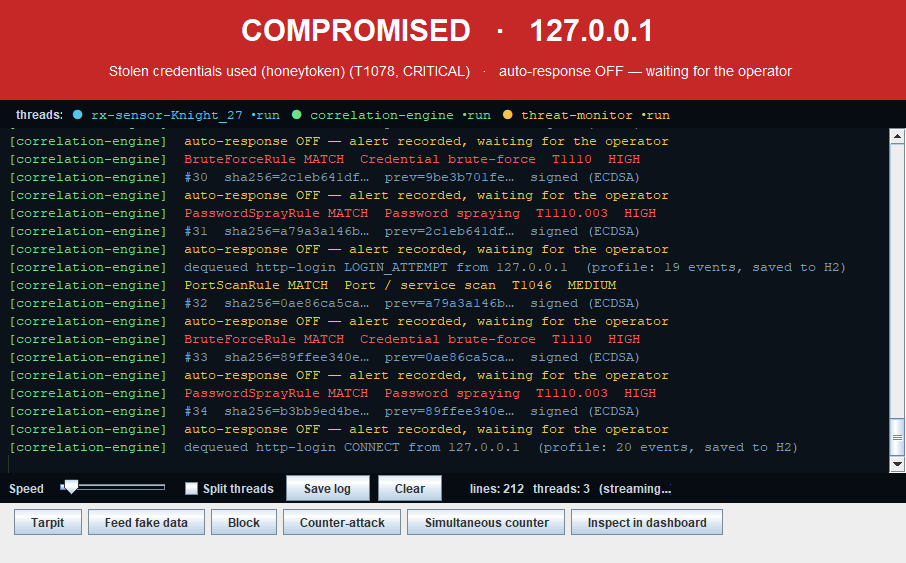 COMPROMISED · 127.0.0.1
Stolen credentials used (honeytoken) (T1078, CRITICAL) · auto-response OFF — waiting for the operator
threads: rx-sensor-Knight_27 •run correlation-engine •run threat-monitor •run
[correlation-engine] auto-response OFF — alert recorded, waiting for the operator
[correlation-engine] BruteForceRule MATCH Credential brute-force T1110 HIGH
[correlation-engine] #30 sha256=2c1eb641df… prev=9be3b701fe… signed (ECDSA)
[correlation-engine] auto-response OFF — alert recorded, waiting for the operator
[correlation-engine] PasswordSprayRule MATCH Password spraying T1110.003 HIGH
[correlation-engine] #31 sha256=a79a3a146b… prev=2c1eb641df… signed (ECDSA)
[correlation-engine] auto-response OFF — alert recorded, waiting for the operator
[correlation-engine] dequeued http-login LOGIN_ATTEMPT from 127.0.0.1 (profile: 19 events, saved to H2)
[correlation-engine] PortScanRule MATCH Port / service scan T1046 MEDIUM
[correlation-engine] #32 sha256=0ae86ca5ca… prev=a79a3a146b… signed (ECDSA)
[correlation-engine] auto-response OFF — alert recorded, waiting for the operator
[correlation-engine] BruteForceRule MATCH Credential brute-force T1110 HIGH
[correlation-engine] #33 sha256=89ffee340e… prev=0ae86ca5ca… signed (ECDSA)
[correlation-engine] auto-response OFF — alert recorded, waiting for the operator
[correlation-engine] PasswordSprayRule MATCH Password spraying T1110.003 HIGH
[correlation-engine] #34 sha256=b3bb9ed4be… prev=89ffee340e… signed (ECDSA)
[correlation-engine] auto-response OFF — alert recorded, waiting for the operator
[correlation-engine] dequeued http-login CONNECT from 127.0.0.1 (profile: 20 events, saved to H2)
Speed Split threads Save log Clear lines: 212 threads: 3 (streaming...
Tarpit Feed fake data Block Counter-attack Simultaneous counter Inspect in dashboard